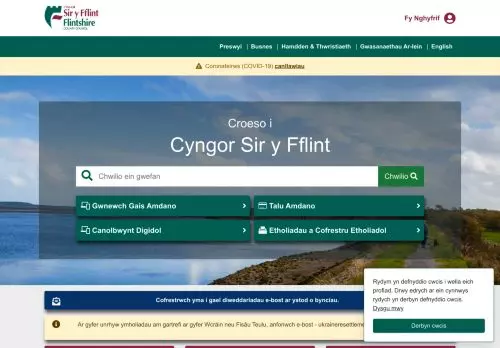 CYNGOR
Sir y Fflint
Flintshire
COUNTY COUNCIL
Fy Nghyfrif
Preswyl | Busnes | Hamdden & Thwristiaeth | Gwasanaethau Ar-lein | English
Coronafeirws (COVID-19) canllawiau
Croeso i
Cyngor Sir y Fflint
Chwilio ein gwefan
Chwilio
Gwnewch Gais Amdano
Talu Amdano
Canolbwynt Digidol
Etholiadau a Cofrestru Etholiadol
Rydym yn defnyddio cwcis i wella eich
profiad. Drwy edrych ar ein cynnwys
rydych yn derbyn defnyddio cwcis.
Dysgu mwy
Derbyn cwcis
Cofrestrwch yma i gael diweddariadau e-bost ar ystod o bynciau.
Ar gyfer unrhyw ymholiadau am gartrefi ar gyfer Wcráin neu Fisâu Teulu, anfonwch e-bost - ukraineresettleme